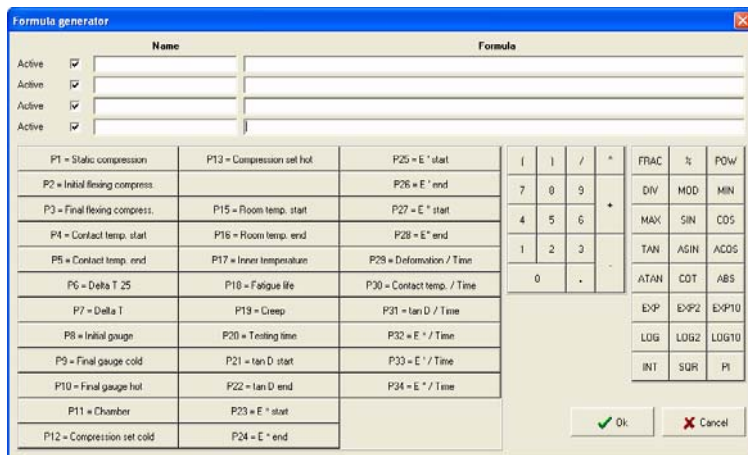 Formula generator
Name Formula
Active
Active
Active
Active
P1 = Static compression P13 = Compression set hot P25 = E * start
P2 = Initial flexing compress. P26 = E ' end
P3 = Final flexing compress. P15 = Room temp. start P27 = E " start
P4 = Contact temp. start P16 = Room temp. end P28 = E" end
P5 = Contact temp. end P17 = Inner temperature P29 = Deformation / Time
P6 = Delta T 25 P18 = Fatigue life P30 = Contact temp. / Time
P7 = Delta T P19 = Creep P31 = tan D / Time
P8 = Initial gauge P20 = Testing time P32 = E * / Time
P9 = Final gauge cold P21 = tan D start P33 = E ' / Time
P10 = Final gauge hot P22 = tan D end P34 = E " / Time
P11 = Chamber P23 = E * start
P12 = Compression set cold P24 = E * end
( ) / * FRAC % POW
7 8 9 + DIV MOD MIN
4 5 6 MAX SIN COS
1 2 3 - TAN ASIN ACOS
0 . ATAN COT ABS
EXP EXP2 EXP10
LOG LOG2 LOG10
INT SQR PI
Ok Cancel